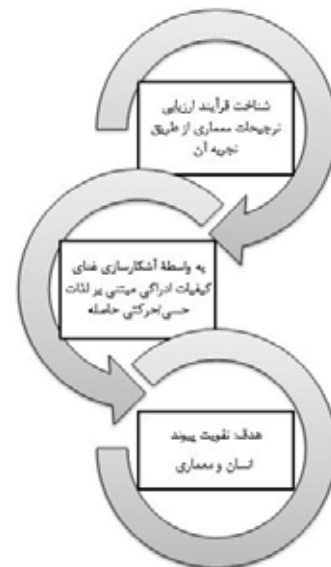 شناخت فرآیند ارزیابی
ترجیحات معماری از طریق
تجربه آن
به واسطهٔ آشکارسازی غنای
کیفیات ادراکی مبتنی بر لذات
حسی/حرکتی حاصله
هدف: تقویت پیوند
انسان و معماری